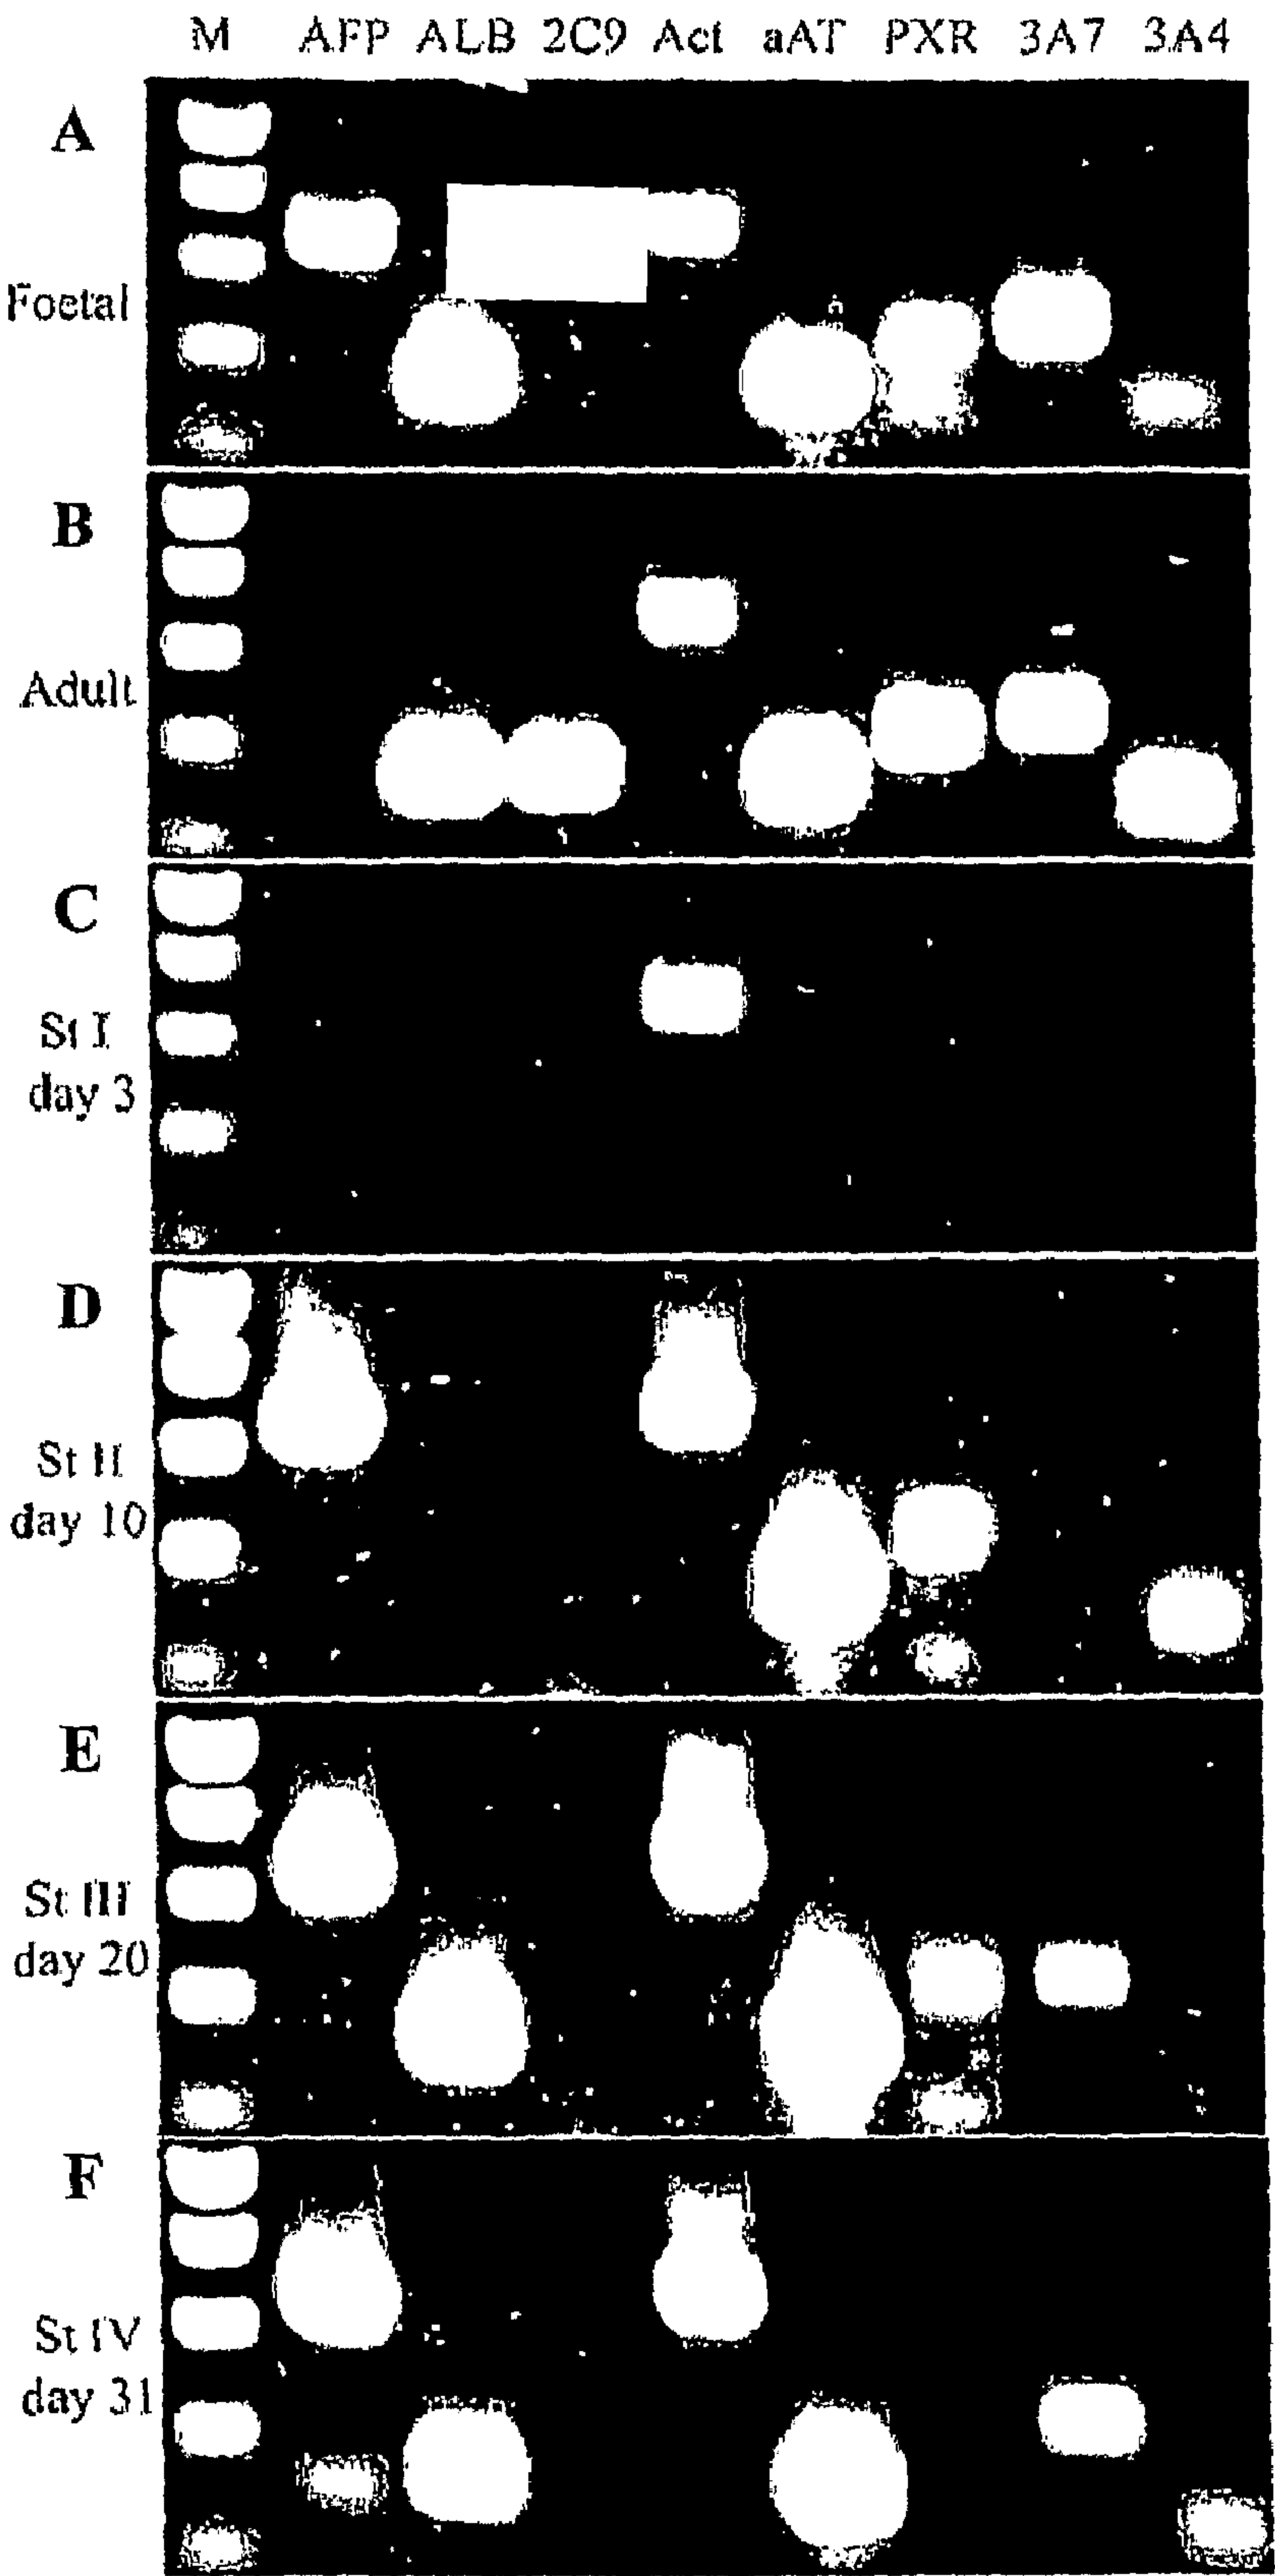 M AFP ALB 2C9 Act aAT PXR 3A7 3A4
A
Foetal
B
Adult
C
St I
day 3
D
St II
day 10
E
St III
day 20
F
St IV
day 31